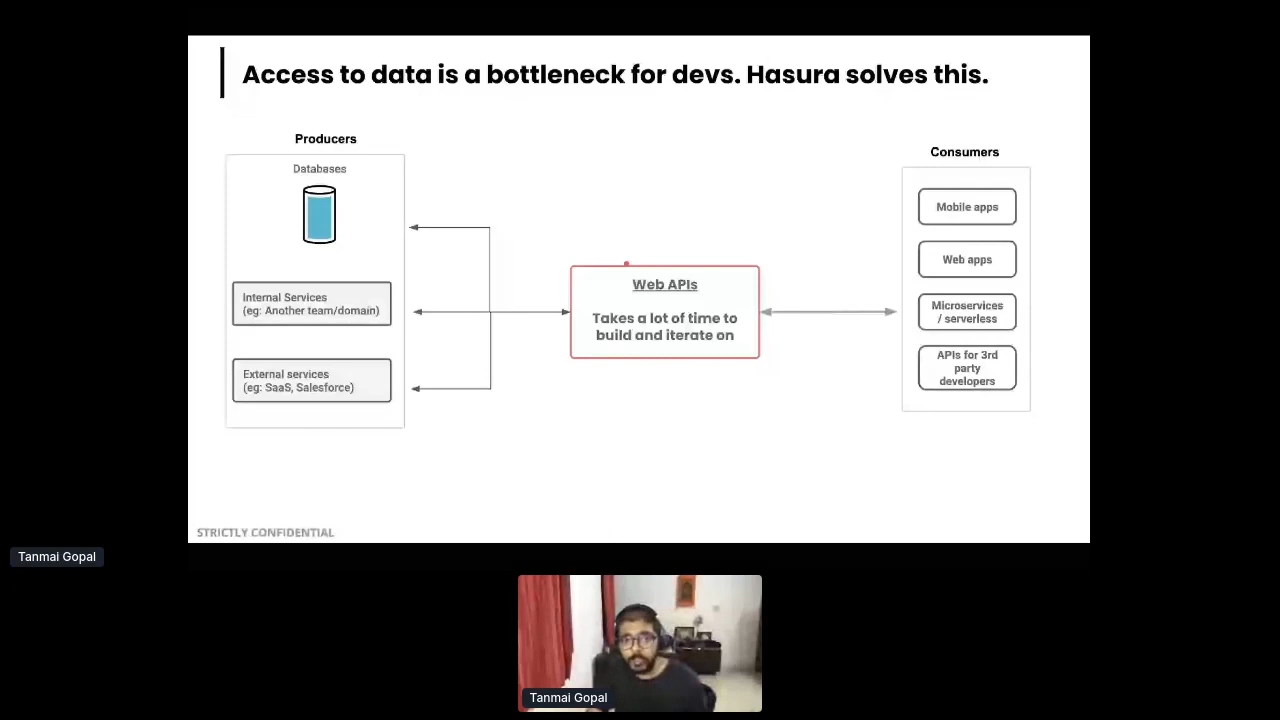 Access to data is a bottleneck for devs. Hasura solves this.
Producers
Databases
Internal Services
(eg: Another team/domain)
External services
(eg: SaaS, Salesforce)
Web APIs
Takes a lot of time to
build and iterate on
Consumers
Mobile apps
Web apps
Microservices
/ serverless
APIs for 3rd
party
developers
STRICTLY CONFIDENTIAL
Tanmai Gopal
Tanmai Gopal